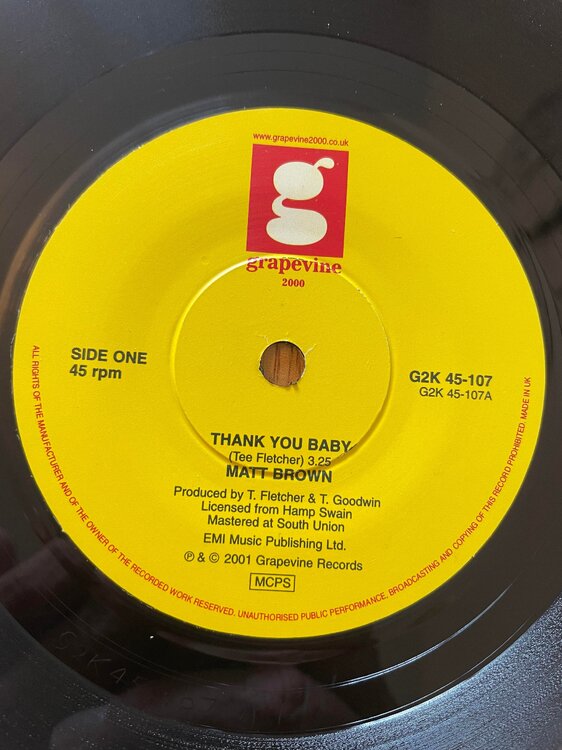 www.grapevine2000.co.uk
g
grapevine
2000
SIDE ONE
45 rpm
G2K 45-107
G2K 45-107A
THANK YOU BABY
(Tee Fletcher) 3.25
MATT BROWN
Produced by T. Fletcher & T. Goodwin
Licensed from Hamp Swain
Mastered at South Union
EMI Music Publishing Ltd.
℗ & © 2001 Grapevine Records
MCPS
ALL RIGHTS OF THE MANUFACTURER AND OF THE OWNER OF THE RECORDED WORK RESERVED. UNAUTHORISED PUBLIC PERFORMANCE, BROADCASTING AND COPYING OF THIS RECORD PROHIBITED. MADE IN UK